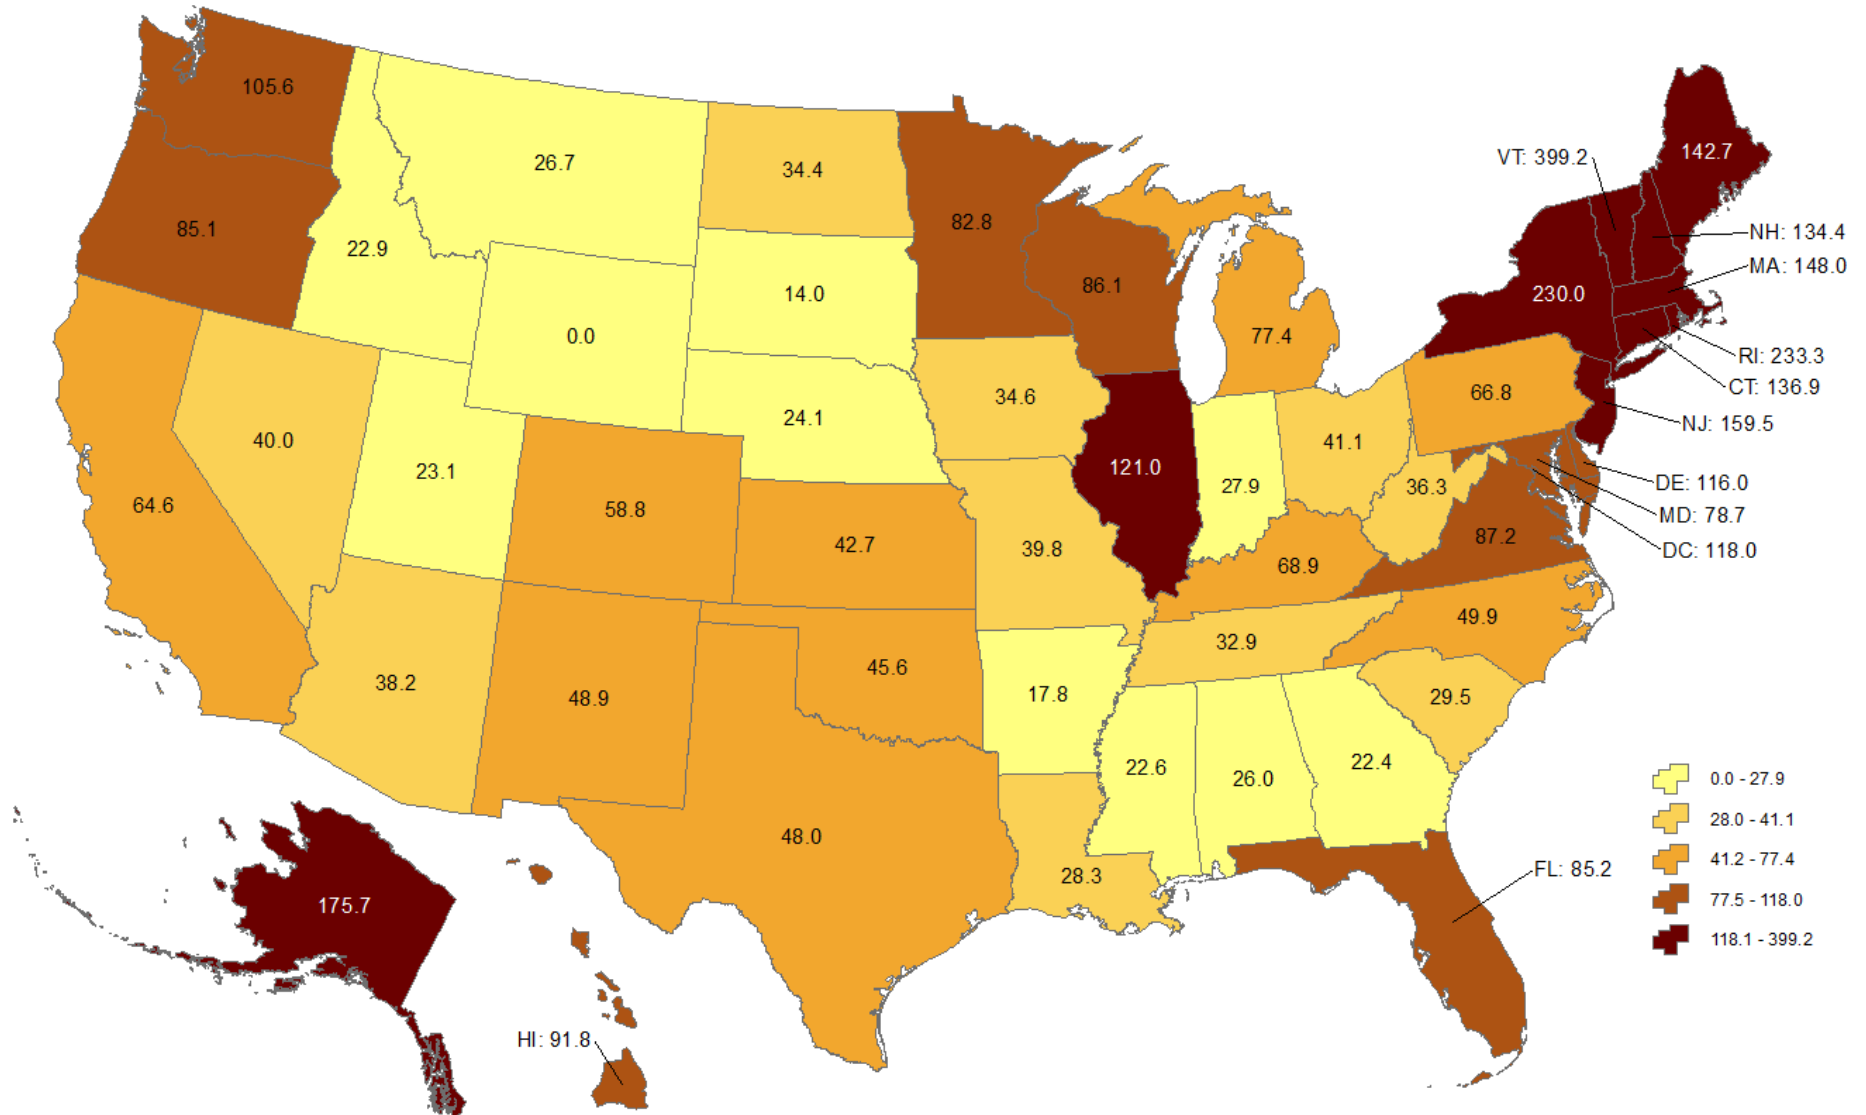 105.6
26.7
34.4
142.7
VT: 399.2
82.8
85.1
22.9
NH: 134.4
MA: 148.0
14.0
86.1
230.0
0.0
77.4
RI: 233.3
CT: 136.9
66.8
34.6
24.1
NJ: 159.5
40.0
41.1
23.1
121.0
27.9
36.3
DE: 116.0
64.6
58.8
MD: 78.7
87.2
42.7
39.8
DC: 118.0
68.9
49.9
32.9
45.6
38.2
48.9
17.8
29.5
22.6
26.0
22.4
0.0 - 27.9
28.0 - 41.1
48.0
41.2 - 77.4
28.3
FL: 85.2
77.5 - 118.0
175.7
118.1 - 399.2
HI: 91.8